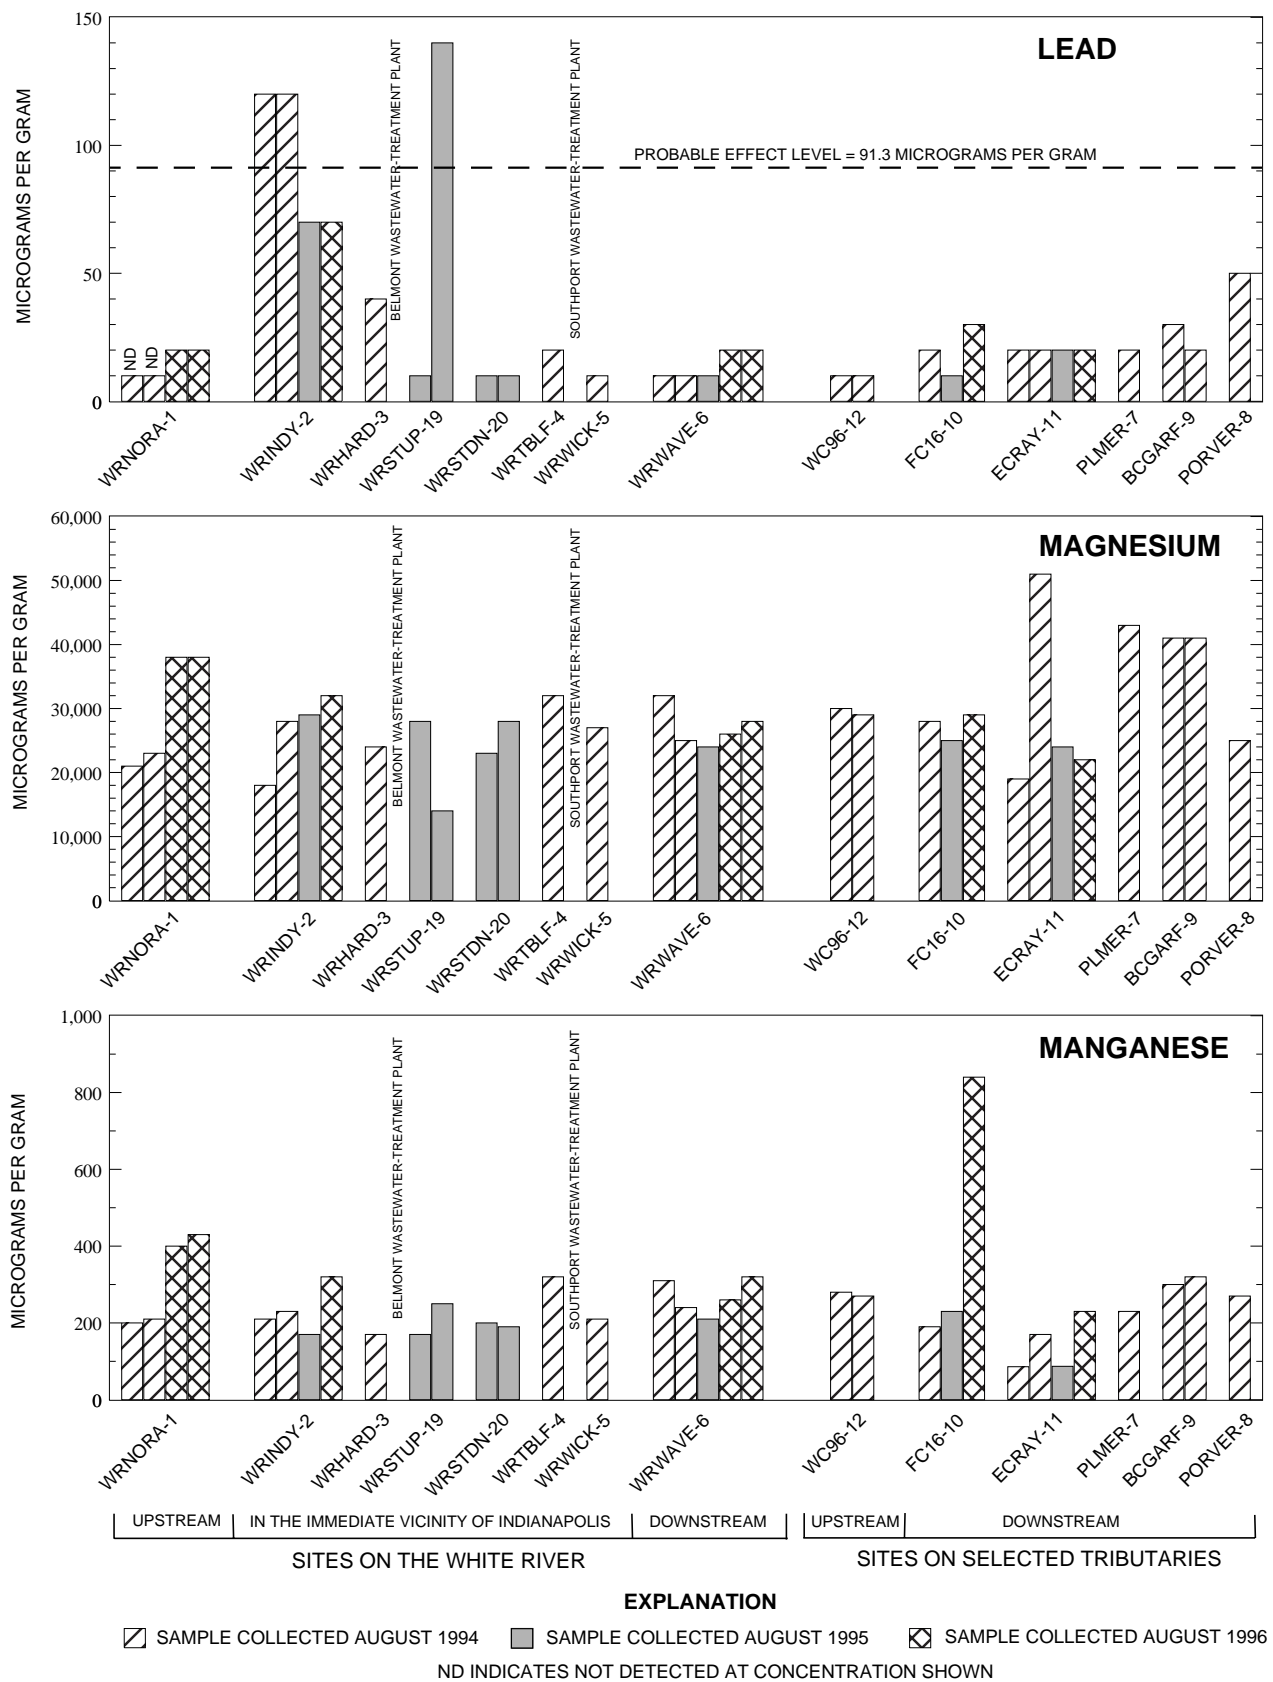 LEAD
MICROGRAMS PER GRAM
150
100
50
0
BELMONT WASTEWATER-TREATMENT PLANT
SOUTHPORT WASTEWATER-TREATMENT PLANT
PROBABLE EFFECT LEVEL = 91.3 MICROGRAMS PER GRAM
ND
ND
WRNORA-1
WRINDY-2
WRHARD-3
WRSTUP-19
WRSTDN-20
WRTBLF-4
WRWICK-5
WRWAVE-6
WC96-12
FC16-10
ECRAY-11
PLMER-7
BCGARF-9
PORVER-8
MAGNESIUM
MICROGRAMS PER GRAM
60,000
50,000
40,000
30,000
20,000
10,000
0
BELMONT WASTEWATER-TREATMENT PLANT
SOUTHPORT WASTEWATER-TREATMENT PLANT
WRNORA-1
WRINDY-2
WRHARD-3
WRSTUP-19
WRSTDN-20
WRTBLF-4
WRWICK-5
WRWAVE-6
WC96-12
FC16-10
ECRAY-11
PLMER-7
BCGARF-9
PORVER-8
MANGANESE
MICROGRAMS PER GRAM
1,000
800
600
400
200
0
BELMONT WASTEWATER-TREATMENT PLANT
SOUTHPORT WASTEWATER-TREATMENT PLANT
WRNORA-1
WRINDY-2
WRHARD-3
WRSTUP-19
WRSTDN-20
WRTBLF-4
WRWICK-5
WRWAVE-6
WC96-12
FC16-10
ECRAY-11
PLMER-7
BCGARF-9
PORVER-8
UPSTREAM
IN THE IMMEDIATE VICINITY OF INDIANAPOLIS
DOWNSTREAM
UPSTREAM
DOWNSTREAM
SITES ON THE WHITE RIVER
SITES ON SELECTED TRIBUTARIES
EXPLANATION
SAMPLE COLLECTED AUGUST 1994
SAMPLE COLLECTED AUGUST 1995
SAMPLE COLLECTED AUGUST 1996
ND INDICATES NOT DETECTED AT CONCENTRATION SHOWN